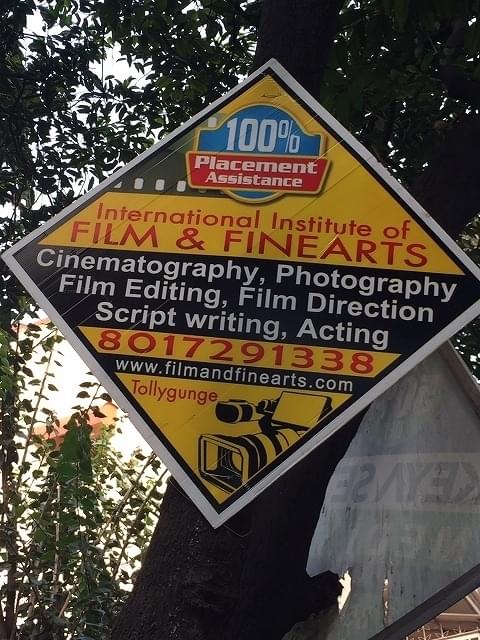 100%
Placement
Assistance
International Institute of
FILM & FINEARTS
Cinematography, Photography
Film Editing, Film Direction
Script writing, Acting
8017291338
www.filmandfinearts.com
Tollygunge